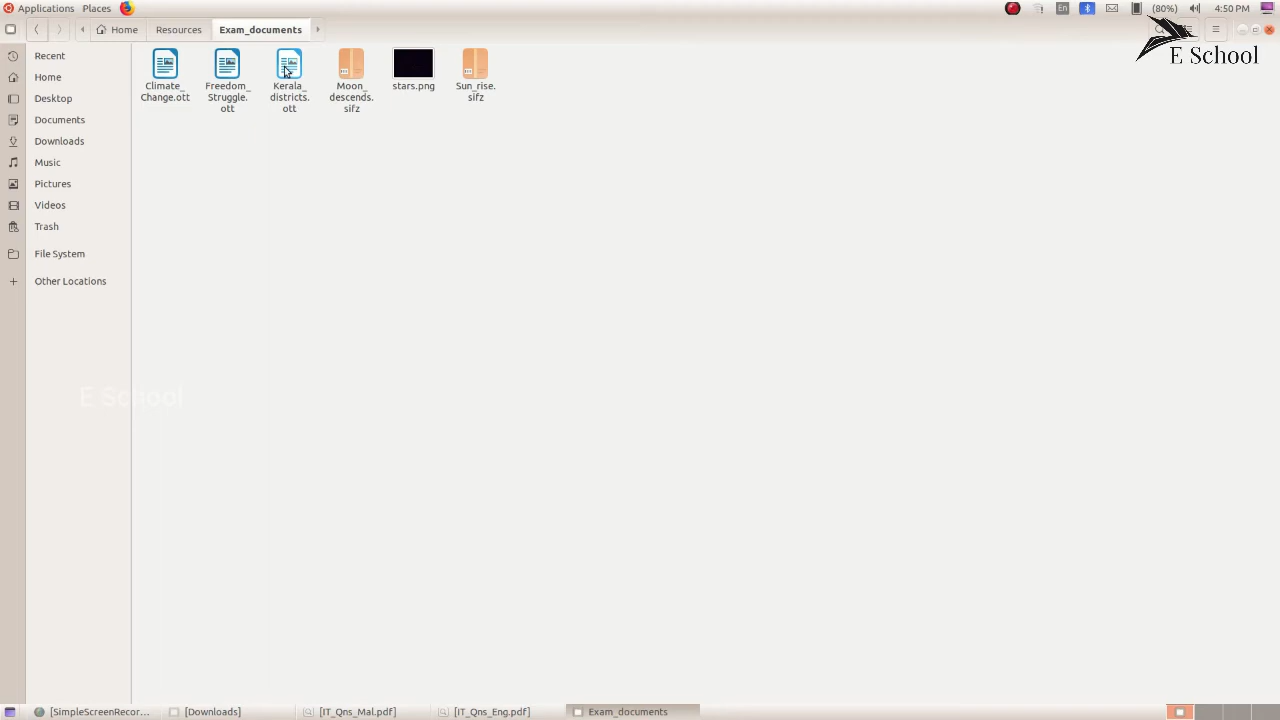 Applications Places
En (80%) 4:50 PM
Home Resources Exam_documents
E School
Recent
Home
Desktop
Documents
Downloads
Music
Pictures
Videos
Trash
File System
Other Locations
Climate_
Change.ott
Freedom_
Struggle.
ott
Kerala_
districts.
ott
Moon_
descends.
sifz
stars.png
Sun_rise.
sifz
E School
[SimpleScreenRecor... [Downloads] [IT_Qns_Mal.pdf] [IT_Qns_Eng.pdf] Exam_documents